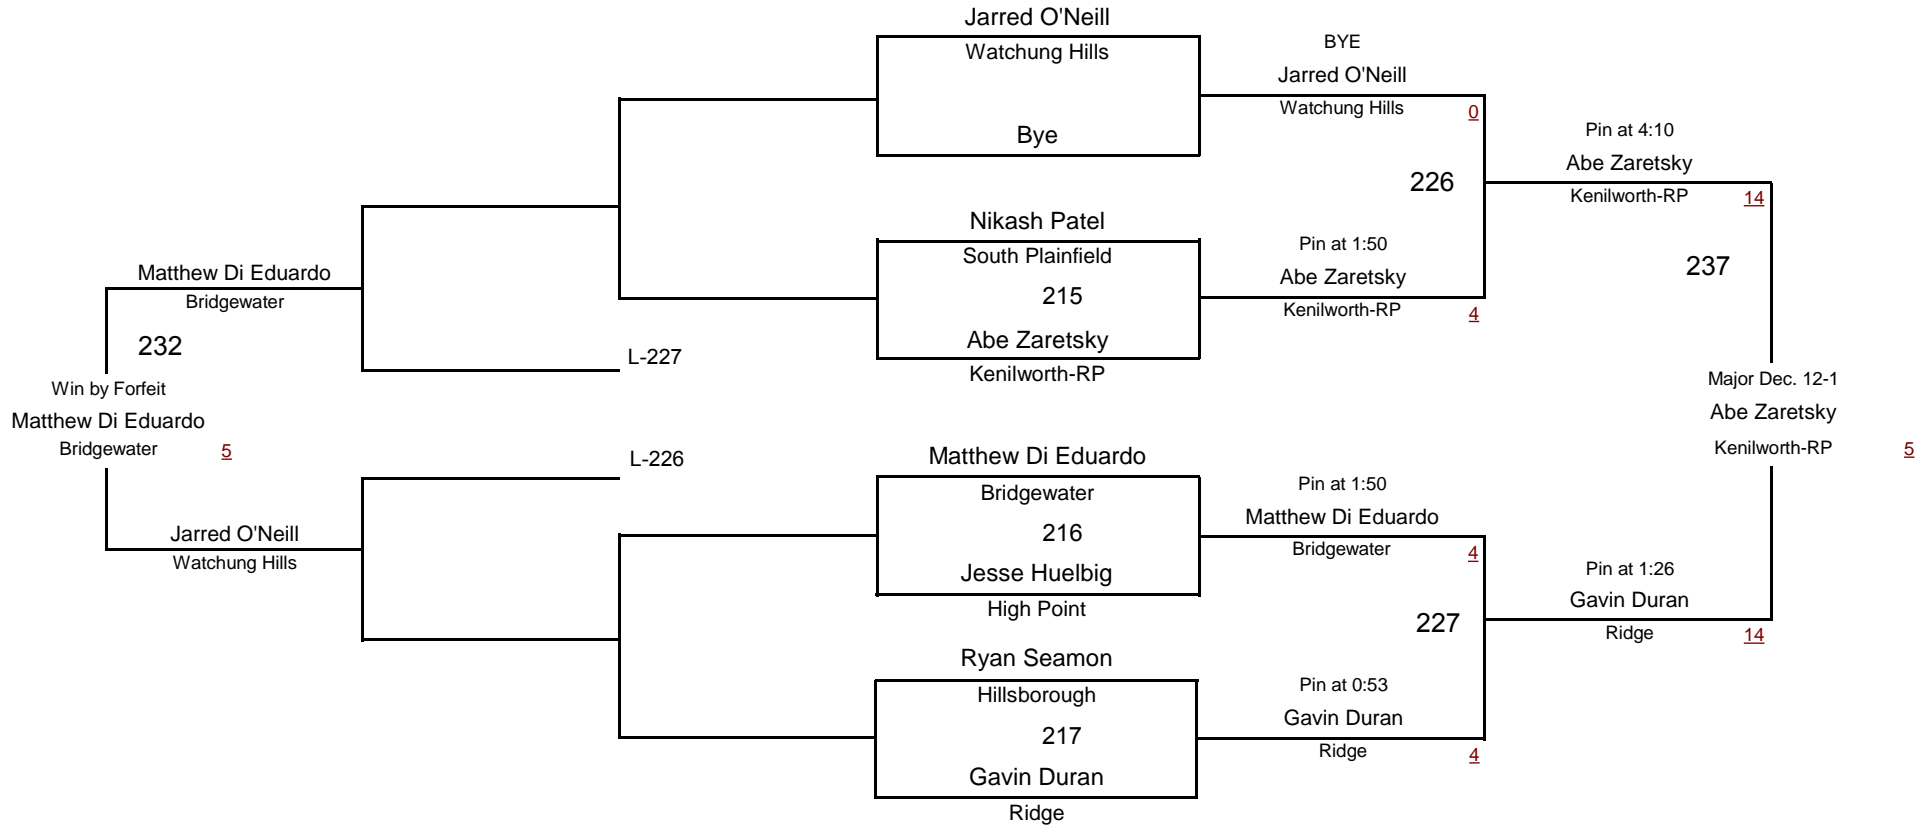 Jarred O'Neill
Watchung Hills
Bye
BYE
Jarred O'Neill
Watchung Hills
0
226
Pin at 4:10
Abe Zaretsky
Kenilworth-RP
14
Nikash Patel
South Plainfield
215
Abe Zaretsky
Kenilworth-RP
Pin at 1:50
Abe Zaretsky
Kenilworth-RP
4
237
Matthew Di Eduardo
Bridgewater
232
L-227
Win by Forfeit
Matthew Di Eduardo
Bridgewater
5
Major Dec. 12-1
Abe Zaretsky
Kenilworth-RP
5
L-226
Jarred O'Neill
Watchung Hills
Matthew Di Eduardo
Bridgewater
216
Jesse Huelbig
High Point
Pin at 1:50
Matthew Di Eduardo
Bridgewater
4
227
Pin at 1:26
Gavin Duran
Ridge
14
Ryan Seamon
Hillsborough
217
Gavin Duran
Ridge
Pin at 0:53
Gavin Duran
Ridge
4